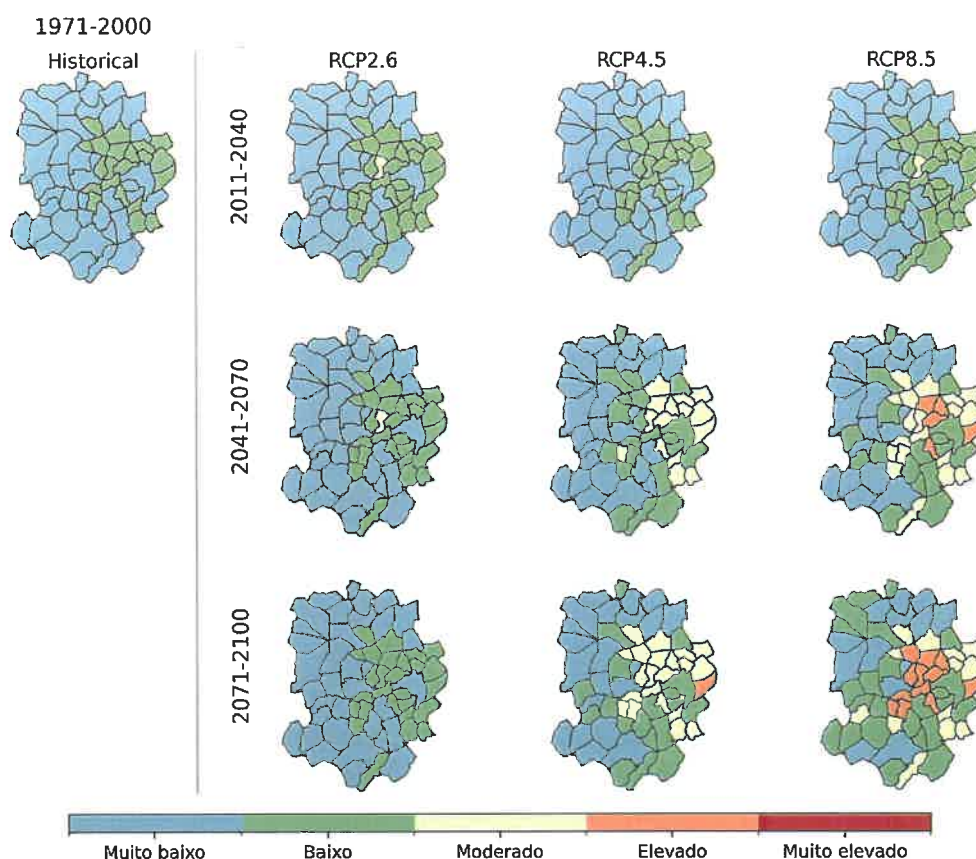 1971-2000
Historical
RCP2.6
RCP4.5
RCP8.5
2011-2040
2041-2070
2071-2100
Muito baixo
Baixo
Moderado
Elevado
Muito elevado